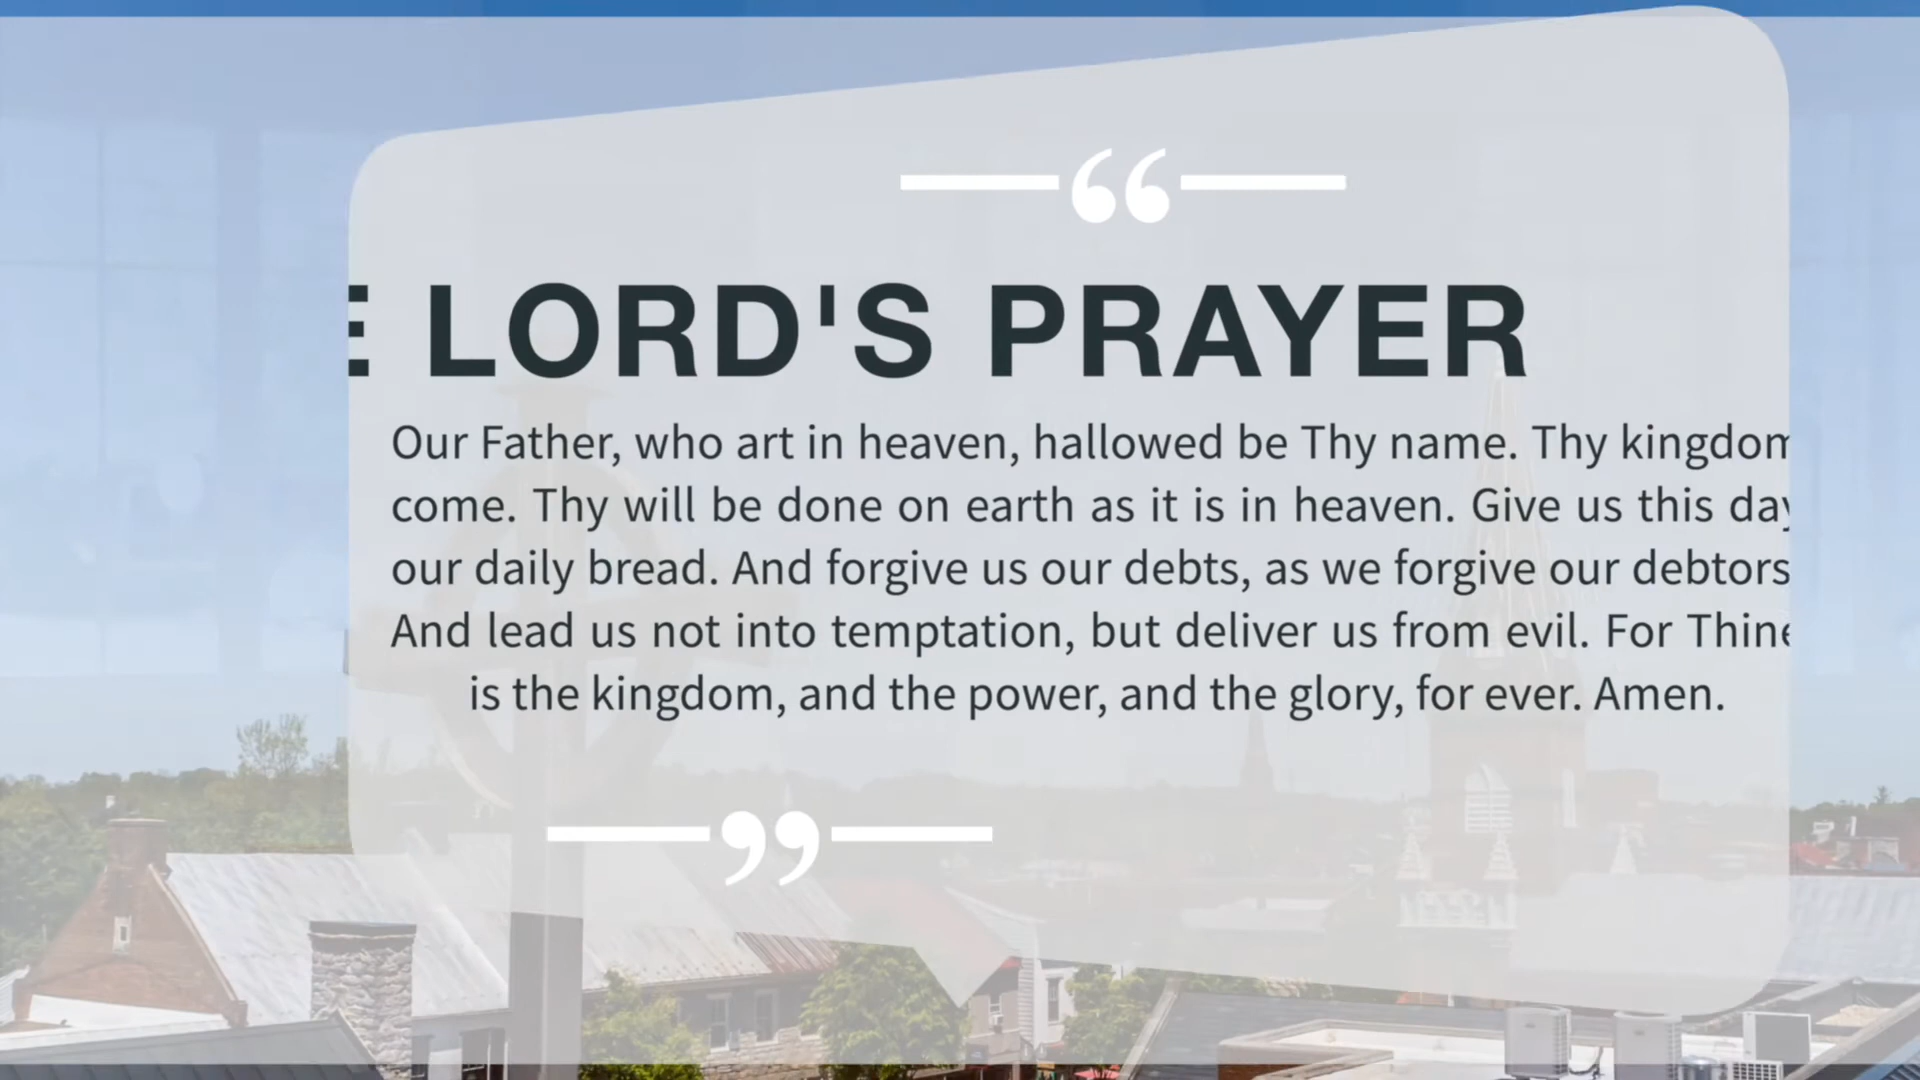 “
E LORD'S PRAYER
Our Father, who art in heaven, hallowed be Thy name. Thy kingdom
come. Thy will be done on earth as it is in heaven. Give us this day
our daily bread. And forgive us our debts, as we forgive our debtors
And lead us not into temptation, but deliver us from evil. For Thine
is the kingdom, and the power, and the glory, for ever. Amen.
”